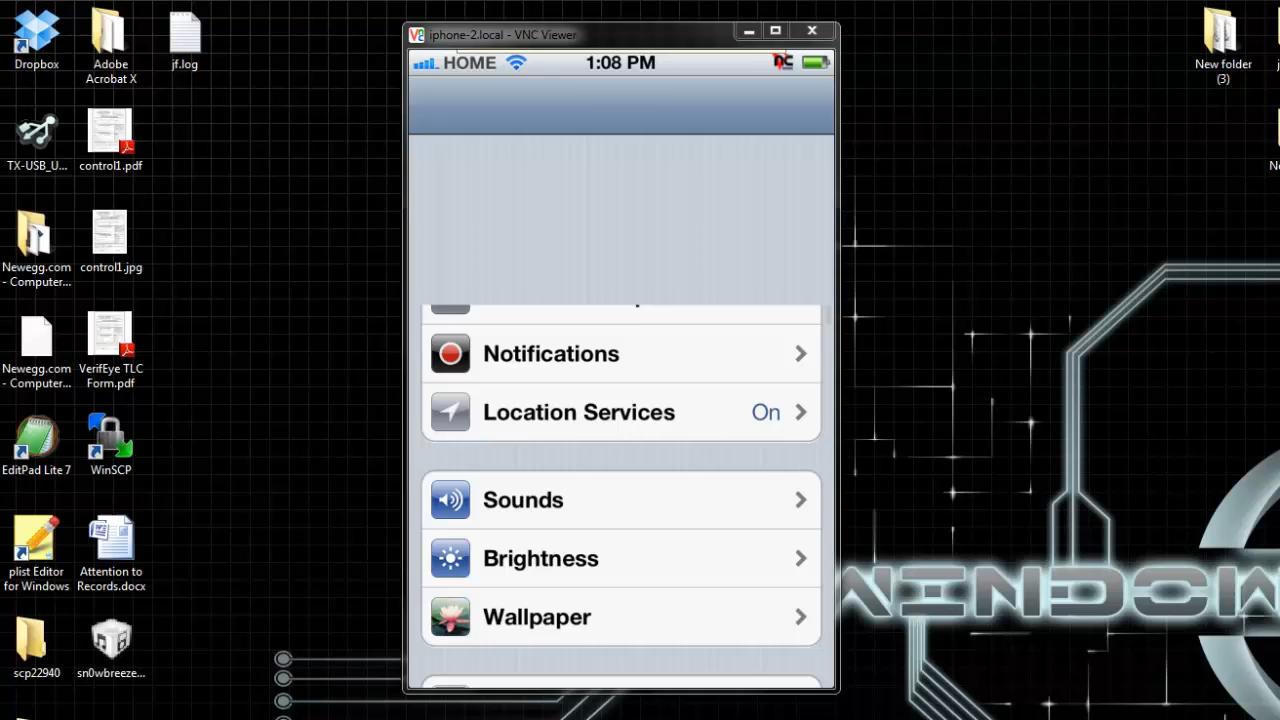 Dropbox
Adobe
Acrobat X
jf.log
TX-USB_U...
control1.pdf
Newegg.com
- Computer...
control1.jpg
Newegg.com
- Computer...
VerifEye TLC
Form.pdf
EditPad Lite 7
WinSCP
plist Editor
for Windows
Attention to
Records.docx
scp22940
sn0wbreeze...
iphone-2.local - VNC Viewer
HOME
1:08 PM
Notifications
Location Services
On
Sounds
Brightness
Wallpaper
New folder
(3)
WINDOW